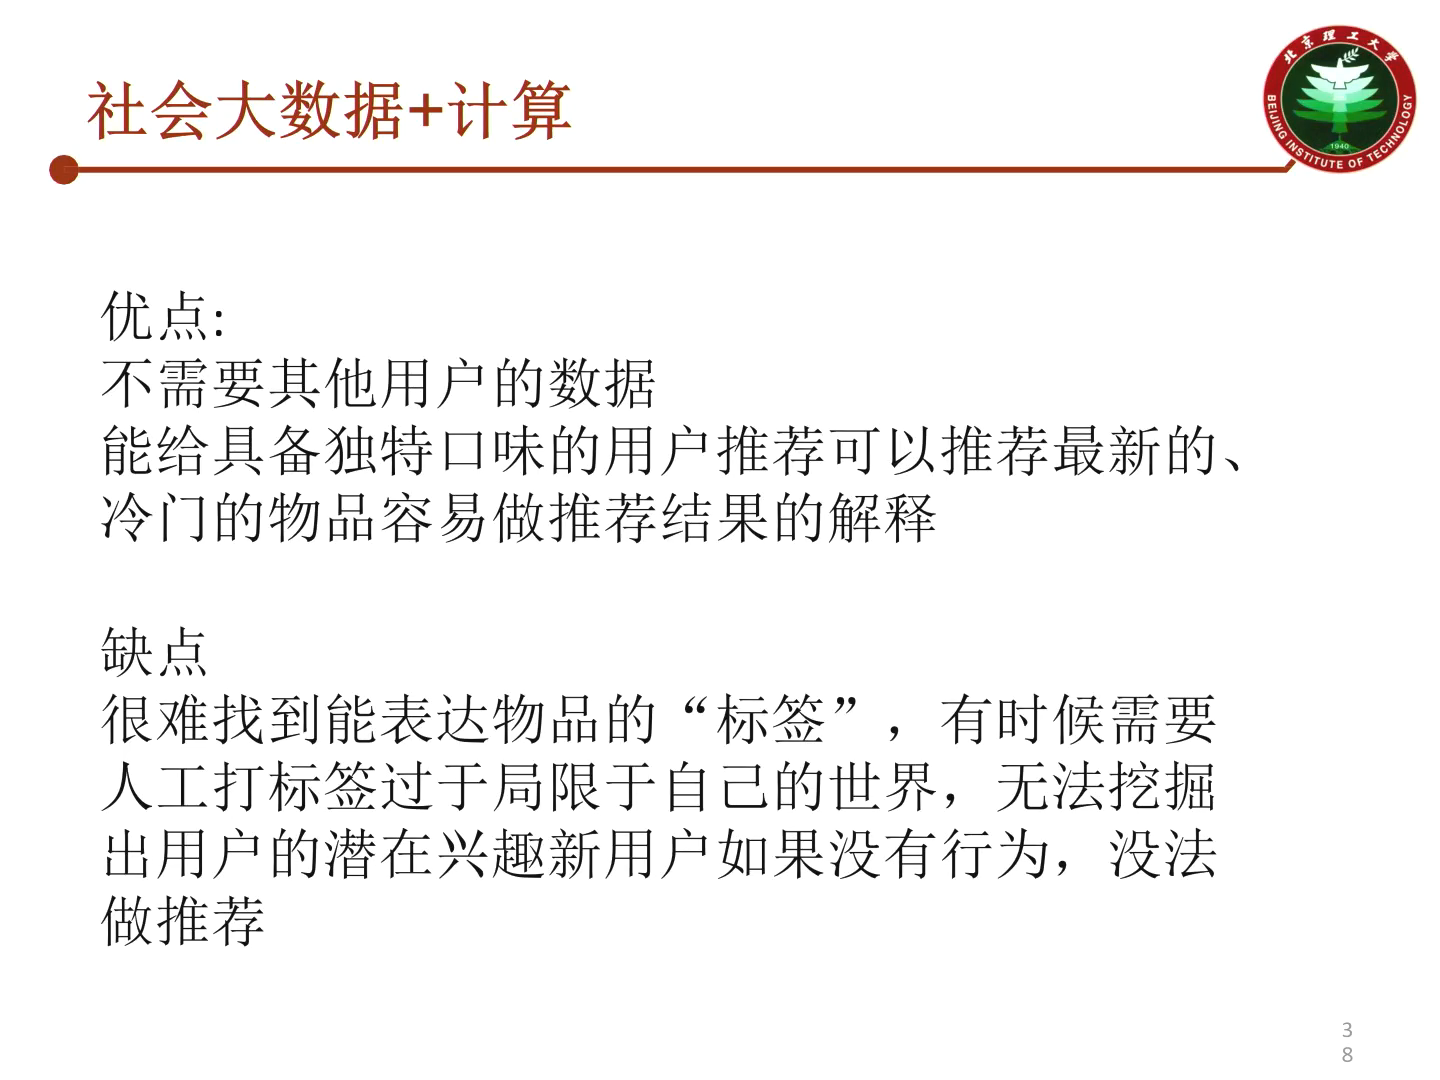 社会大数据+计算
北京理工大学
BEIJING INSTITUTE OF TECHNOLOGY
1940
优点:
不需要其他用户的数据
能给具备独特口味的用户推荐可以推荐最新的、
冷门的物品容易做推荐结果的解释
缺点
很难找到能表达物品的“标签”，有时候需要
人工打标签过于局限于自己的世界，无法挖掘
出用户的潜在兴趣新用户如果没有行为，没法
做推荐
3
8